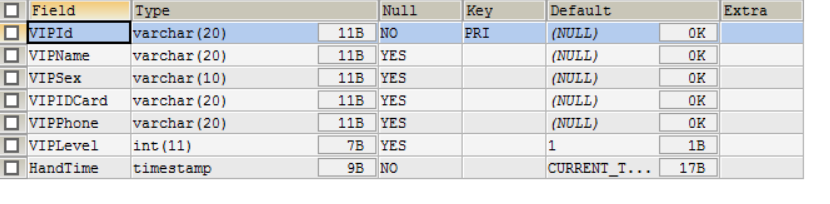 Field Type Null Key Default Extra
VIPId varchar(20) 11B NO PRI (NULL) 0K
VIPName varchar(20) 11B YES (NULL) 0K
VIPSex varchar(10) 11B YES (NULL) 0K
VIPIDCard varchar(20) 11B YES (NULL) 0K
VIPPhone varchar(20) 11B YES (NULL) 0K
VIPLevel int(11) 7B YES 1 1B
HandTime timestamp 9B NO CURRENT_T... 17B